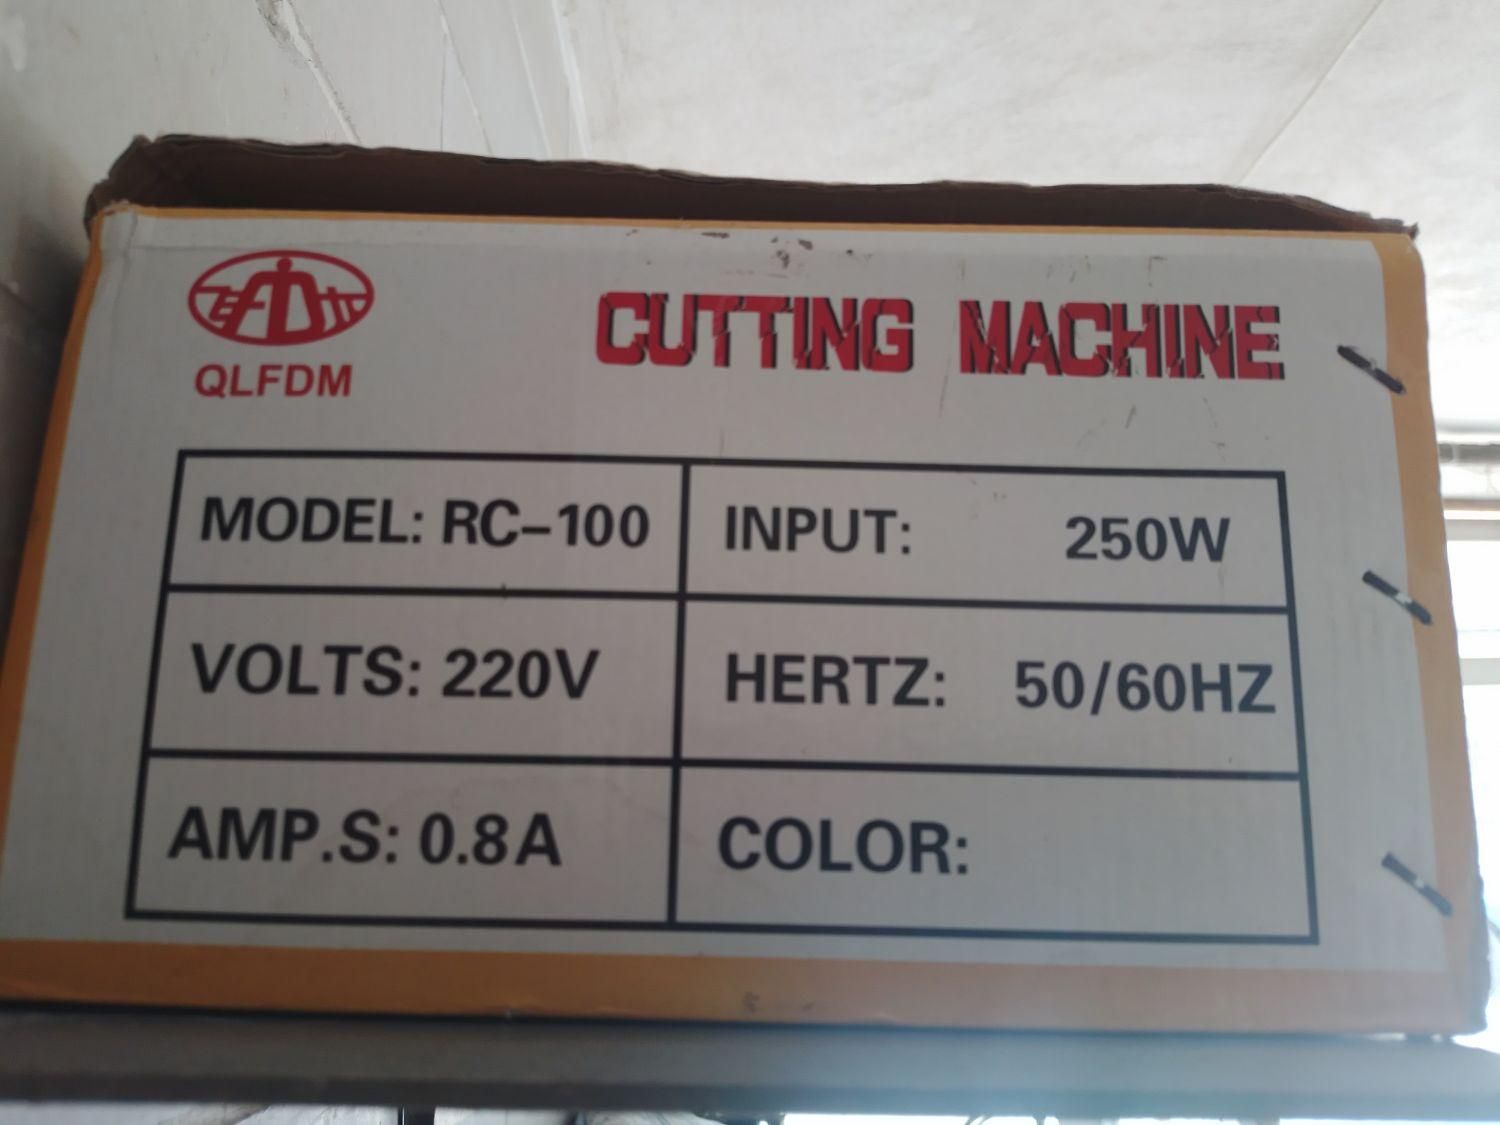 QLFDM
CUTTING MACHINE
MODEL: RC-100
INPUT: 250W
VOLTS: 220V
HERTZ: 50/60HZ
AMP.S: 0.8A
COLOR: